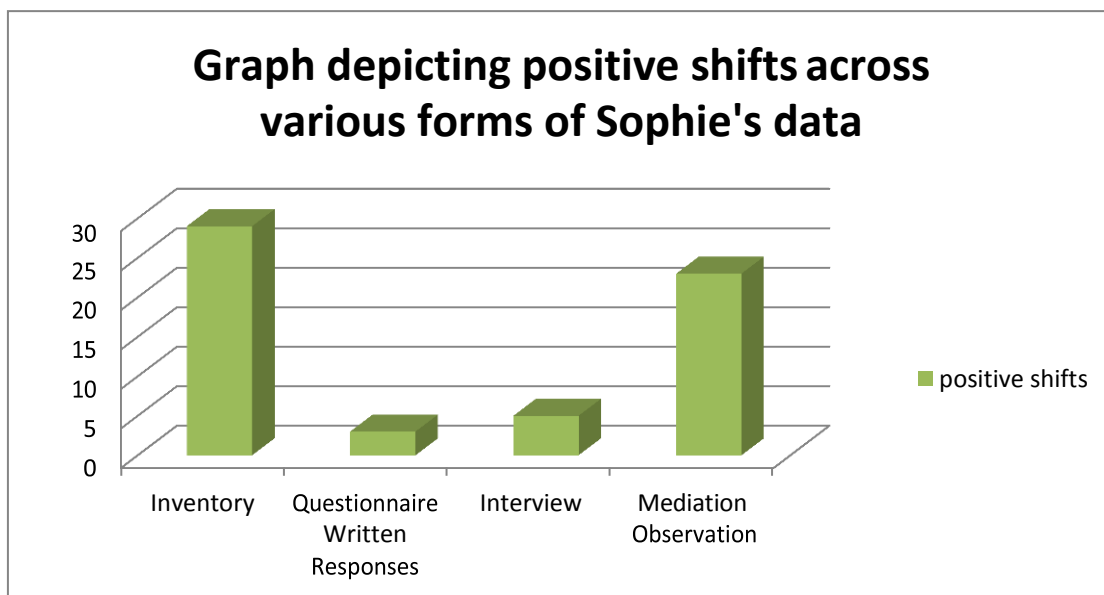 Graph depicting positive shifts across
various forms of Sophie's data
30
25
20
15
10
5
0
Inventory
Questionnaire
Written
Responses
Interview
Mediation
Observation
positive shifts